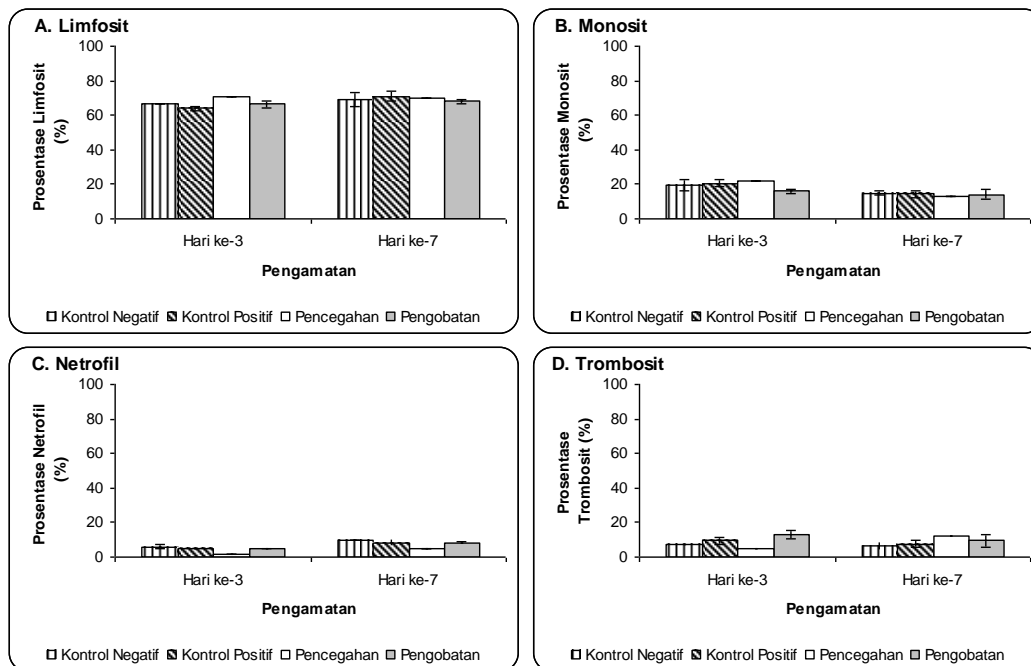 A. Limfosit
100
80
60
40
20
0
Prosentase Limfosit
(%)
Hari ke-3
Hari ke-7
Pengamatan
Kontrol Negatif
Kontrol Positif
Pencegahan
Pengobatan
B. Monosit
100
80
60
40
20
0
Prosentase Monosit
(%)
Hari ke-3
Hari ke-7
Pengamatan
Kontrol Negatif
Kontrol Positif
Pencegahan
Pengobatan
C. Netrofil
100
80
60
40
20
0
Prosentase Netrofil
(%)
Hari ke-3
Hari ke-7
Pengamatan
Kontrol Negatif
Kontrol Positif
Pencegahan
Pengobatan
D. Trombosit
100
80
60
40
20
0
Prosentase
Trombosit (%)
Hari ke-3
Hari ke-7
Pengamatan
Kontrol Negatif
Kontrol Positif
Pencegahan
Pengobatan